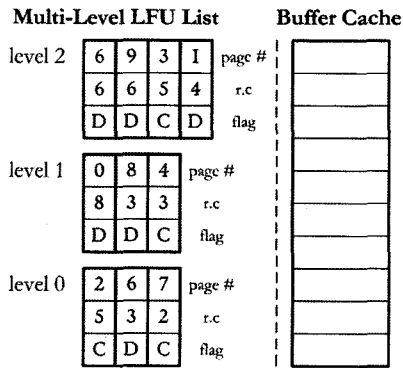 Multi-Level LFU List Buffer Cache
level 2 6 9 3 1 page #
6 6 5 4 r.c
D D C D flag
level 1 0 8 4 page #
8 3 3 r.c
D D C flag
level 0 2 6 7 page #
5 3 2 r.c
C D C flag